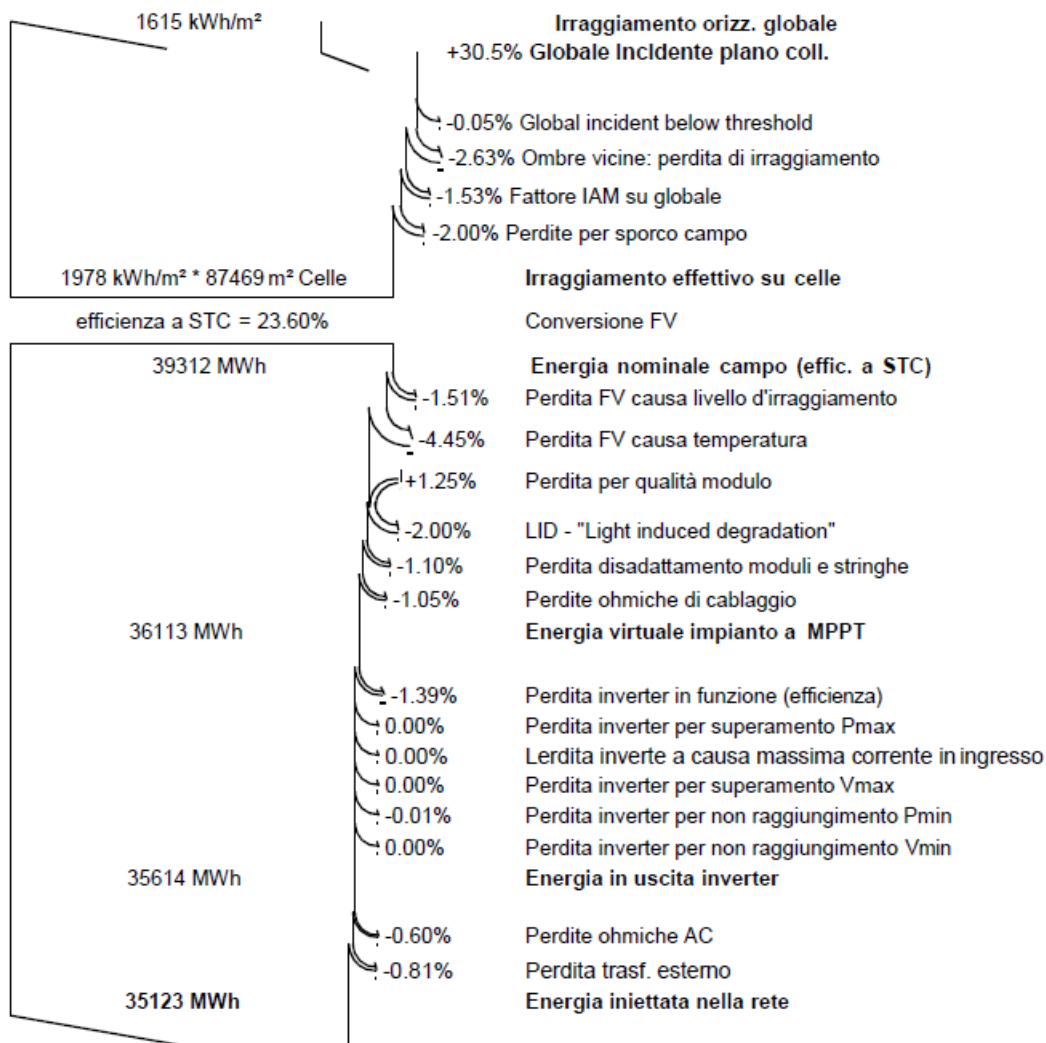 1615 kWh/m² Irraggiamento orizz. globale
+30.5% Globale Incidente plano coll.
-0.05% Global incident below threshold
-2.63% Ombre vicine: perdita di irraggiamento
-1.53% Fattore IAM su globale
-2.00% Perdite per sporco campo
1978 kWh/m² * 87469 m² Celle Irraggiamento effettivo su celle
efficienza a STC = 23.60% Conversione FV
39312 MWh Energia nominale campo (effic. a STC)
-1.51% Perdita FV causa livello d'irraggiamento
-4.45% Perdita FV causa temperatura
+1.25% Perdita per qualità modulo
-2.00% LID - "Light induced degradation"
-1.10% Perdita disadattamento moduli e stringhe
-1.05% Perdite ohmiche di cablaggio
36113 MWh Energia virtuale impianto a MPPT
-1.39% Perdita inverter in funzione (efficienza)
0.00% Perdita inverter per superamento Pmax
0.00% Lerdita inverte a causa massima corrente in ingresso
0.00% Perdita inverter per superamento Vmax
-0.01% Perdita inverter per non raggiungimento Pmin
0.00% Perdita inverter per non raggiungimento Vmin
35614 MWh Energia in uscita inverter
-0.60% Perdite ohmiche AC
-0.81% Perdita trasf. esterno
35123 MWh Energia iniettata nella rete